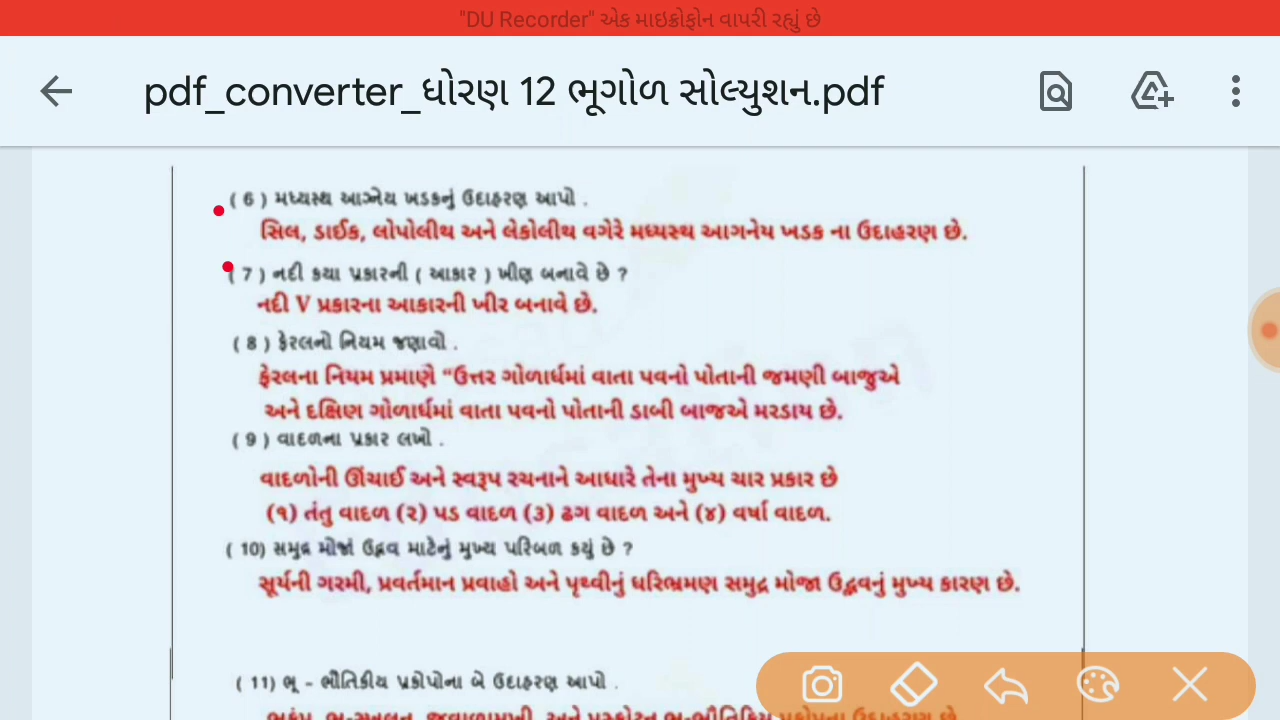 "DU Recorder" એક માઇક્રોફોન વાપરી રહ્યું છે
pdf_converter_ધોરણ 12 ભૂગોળ સોલ્યુશન.pdf
( 6 ) મધ્યસ્થ આગ્નેય ખડકનું ઉદાહરણ આપો .
સિલ, ડાઈક, લોપોલીથ અને લેકોલીથ વગેરે મધ્યસ્થ આગનેય ખડક ના ઉદાહરણ છે.
( 7 ) નદી કયા પ્રકારની ( આકાર ) ખીણ બનાવે છે ?
નદી V પ્રકારના આકારની ખીર બનાવે છે.
( 8 ) ફેરલનો નિયમ જણાવો .
ફેરલના નિયમ પ્રમાણે “ઉત્તર ગોળાર્ધમાં વાતા પવનો પોતાની જમણી બાજુએ
અને દક્ષિણ ગોળાર્ધમાં વાતા પવનો પોતાની ડાબી બાજએ મરડાય છે.
( 9 ) વાદળના પ્રકાર લખો .
વાદળોની ઊંચાઈ અને સ્વરૂપ રચનાને આધારે તેના મુખ્ય ચાર પ્રકાર છે
(૧) તંતુ વાદળ (૨) પડ વાદળ (૩) ઢગ વાદળ અને (૪) વર્ષા વાદળ.
( 10) સમુદ્ર મોજાં ઉદ્ભવ માટેનું મુખ્ય પરિબળ કયું છે ?
સૂર્યની ગરમી, પ્રવર્તમાન પ્રવાહો અને પૃથ્વીનું ધરિભ્રમણ સમુદ્ર મોજા ઉદ્ભવનું મુખ્ય કારણ છે.
( 11) ભૂ - ભૌતિકીય પ્રકોપોના બે ઉદાહરણ આપો .